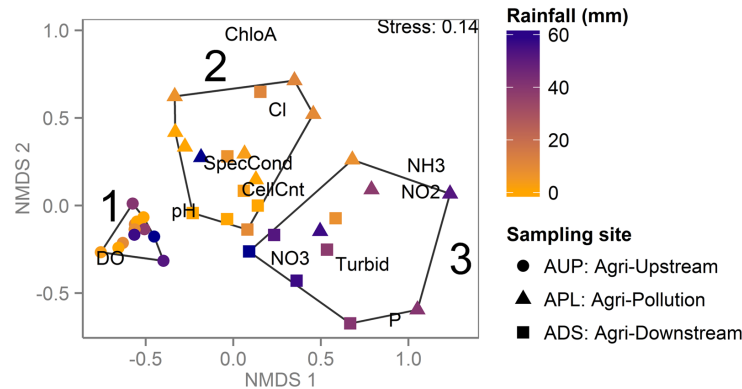 Rainfall (mm)
60
40
20
0
Sampling site
AUP: Agri-Upstream
APL: Agri-Pollution
ADS: Agri-Downstream
Stress: 0.14
ChloA
2
Cl
SpecCond
CellCnt
pH
1
DO
NH3
NO2
NO3
Turbid
3
P
NMDS 2
1.0
0.5
0.0
-0.5
-0.5 0.0 0.5 1.0
NMDS 1